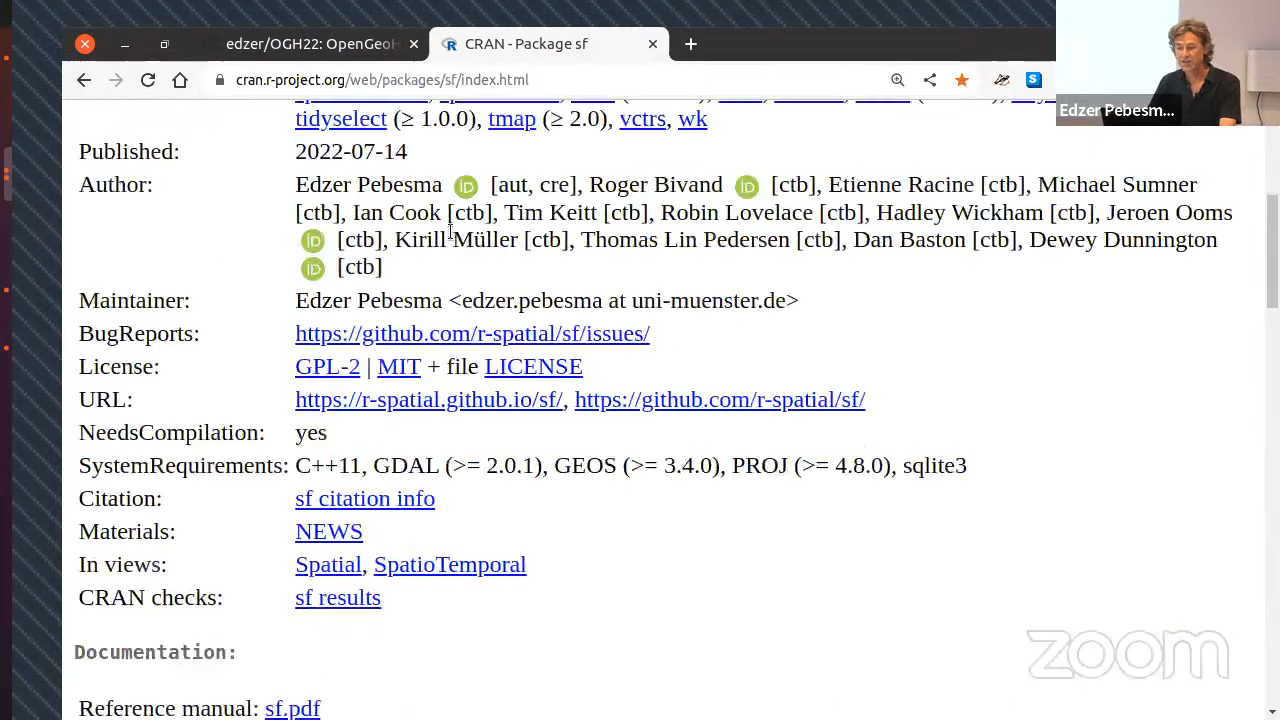 edzer/OGH22: OpenGeoH
CRAN - Package sf
cran.r-project.org/web/packages/sf/index.html
Edzer Pebesm...
tidyselect (≥ 1.0.0), tmap (≥ 2.0), vctrs, wk
Published: 2022-07-14
Author: Edzer Pebesma iD [aut, cre], Roger Bivand iD [ctb], Etienne Racine [ctb], Michael Sumner
[ctb], Ian Cook [ctb], Tim Keitt [ctb], Robin Lovelace [ctb], Hadley Wickham [ctb], Jeroen Ooms
iD [ctb], Kirill Müller [ctb], Thomas Lin Pedersen [ctb], Dan Baston [ctb], Dewey Dunnington
iD [ctb]
Maintainer: Edzer Pebesma <edzer.pebesma at uni-muenster.de>
BugReports: https://github.com/r-spatial/sf/issues/
License: GPL-2 | MIT + file LICENSE
URL: https://r-spatial.github.io/sf/, https://github.com/r-spatial/sf/
NeedsCompilation: yes
SystemRequirements: C++11, GDAL (>= 2.0.1), GEOS (>= 3.4.0), PROJ (>= 4.8.0), sqlite3
Citation: sf citation info
Materials: NEWS
In views: Spatial, SpatioTemporal
CRAN checks: sf results
Documentation:
Reference manual: sf.pdf
zoom